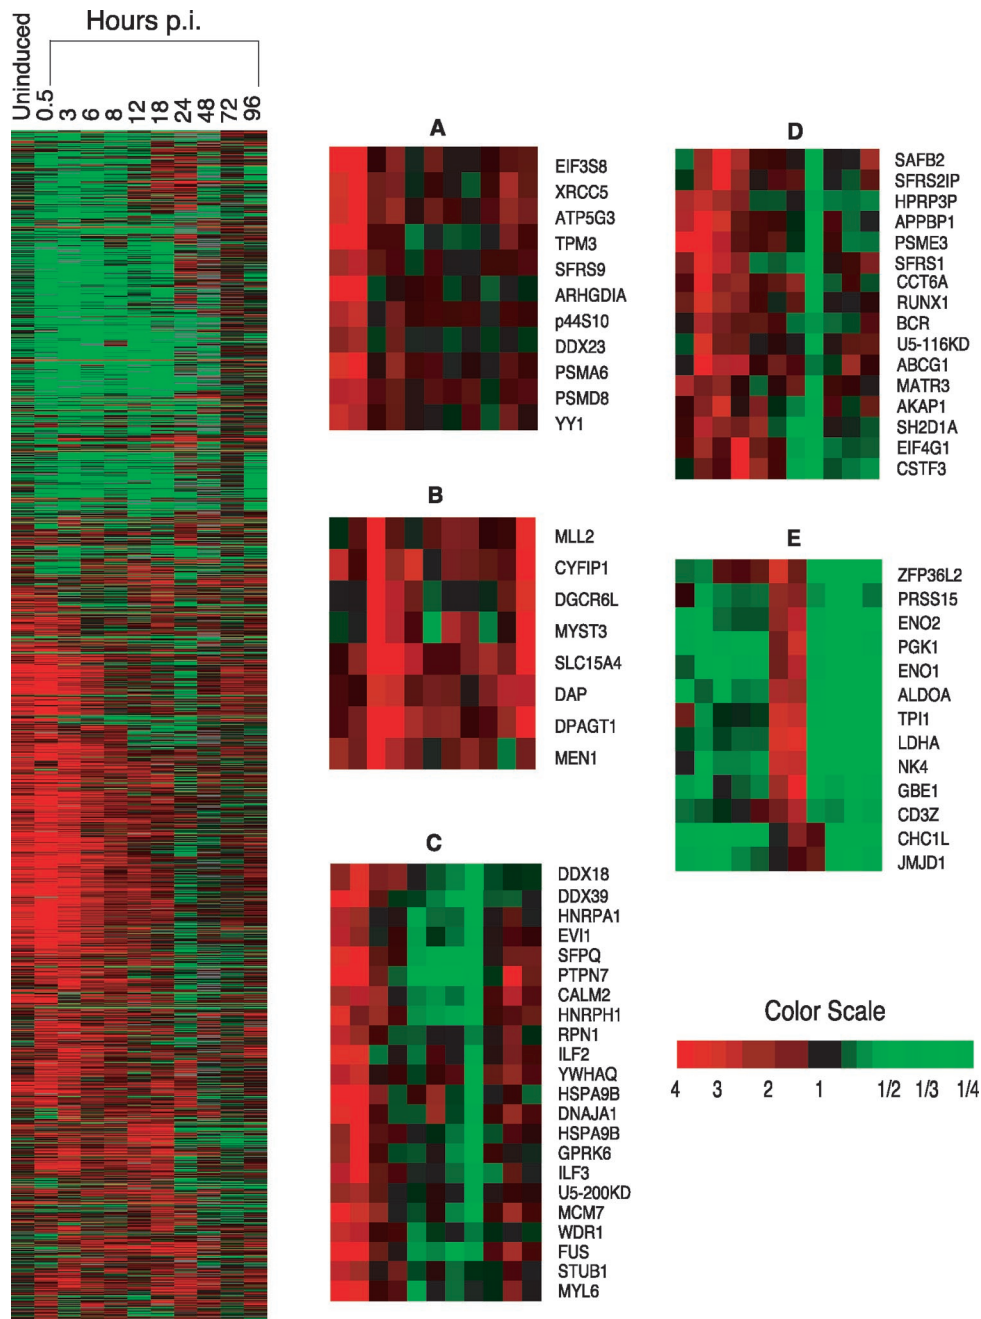 Hours p.i.
Uninduced
0.5
3
6
8
12
18
24
48
72
96
A
EIF3S8
XRCC5
ATP5G3
TPM3
SFRS9
ARHGDIA
p44S10
DDX23
PSMA6
PSMD8
YY1
B
MLL2
CYFIP1
DGCR6L
MYST3
SLC15A4
DAP
DPAGT1
MEN1
C
DDX18
DDX39
HNRPA1
EVI1
SFPQ
PTPN7
CALM2
HNRPH1
RPN1
ILF2
YWHAQ
HSPA9B
DNAJA1
HSPA9B
GPRK6
ILF3
U5-200KD
MCM7
WDR1
FUS
STUB1
MYL6
D
SAFB2
SFRS2IP
HPRP3P
APPBP1
PSME3
SFRS1
CCT6A
RUNX1
BCR
U5-116KD
ABCG1
MATR3
AKAP1
SH2D1A
EIF4G1
CSTF3
E
ZFP36L2
PRSS15
ENO2
PGK1
ENO1
ALDOA
TPI1
LDHA
NK4
GBE1
CD3Z
CHC1L
JMJD1
Color Scale
4 3 2 1 1/2 1/3 1/4